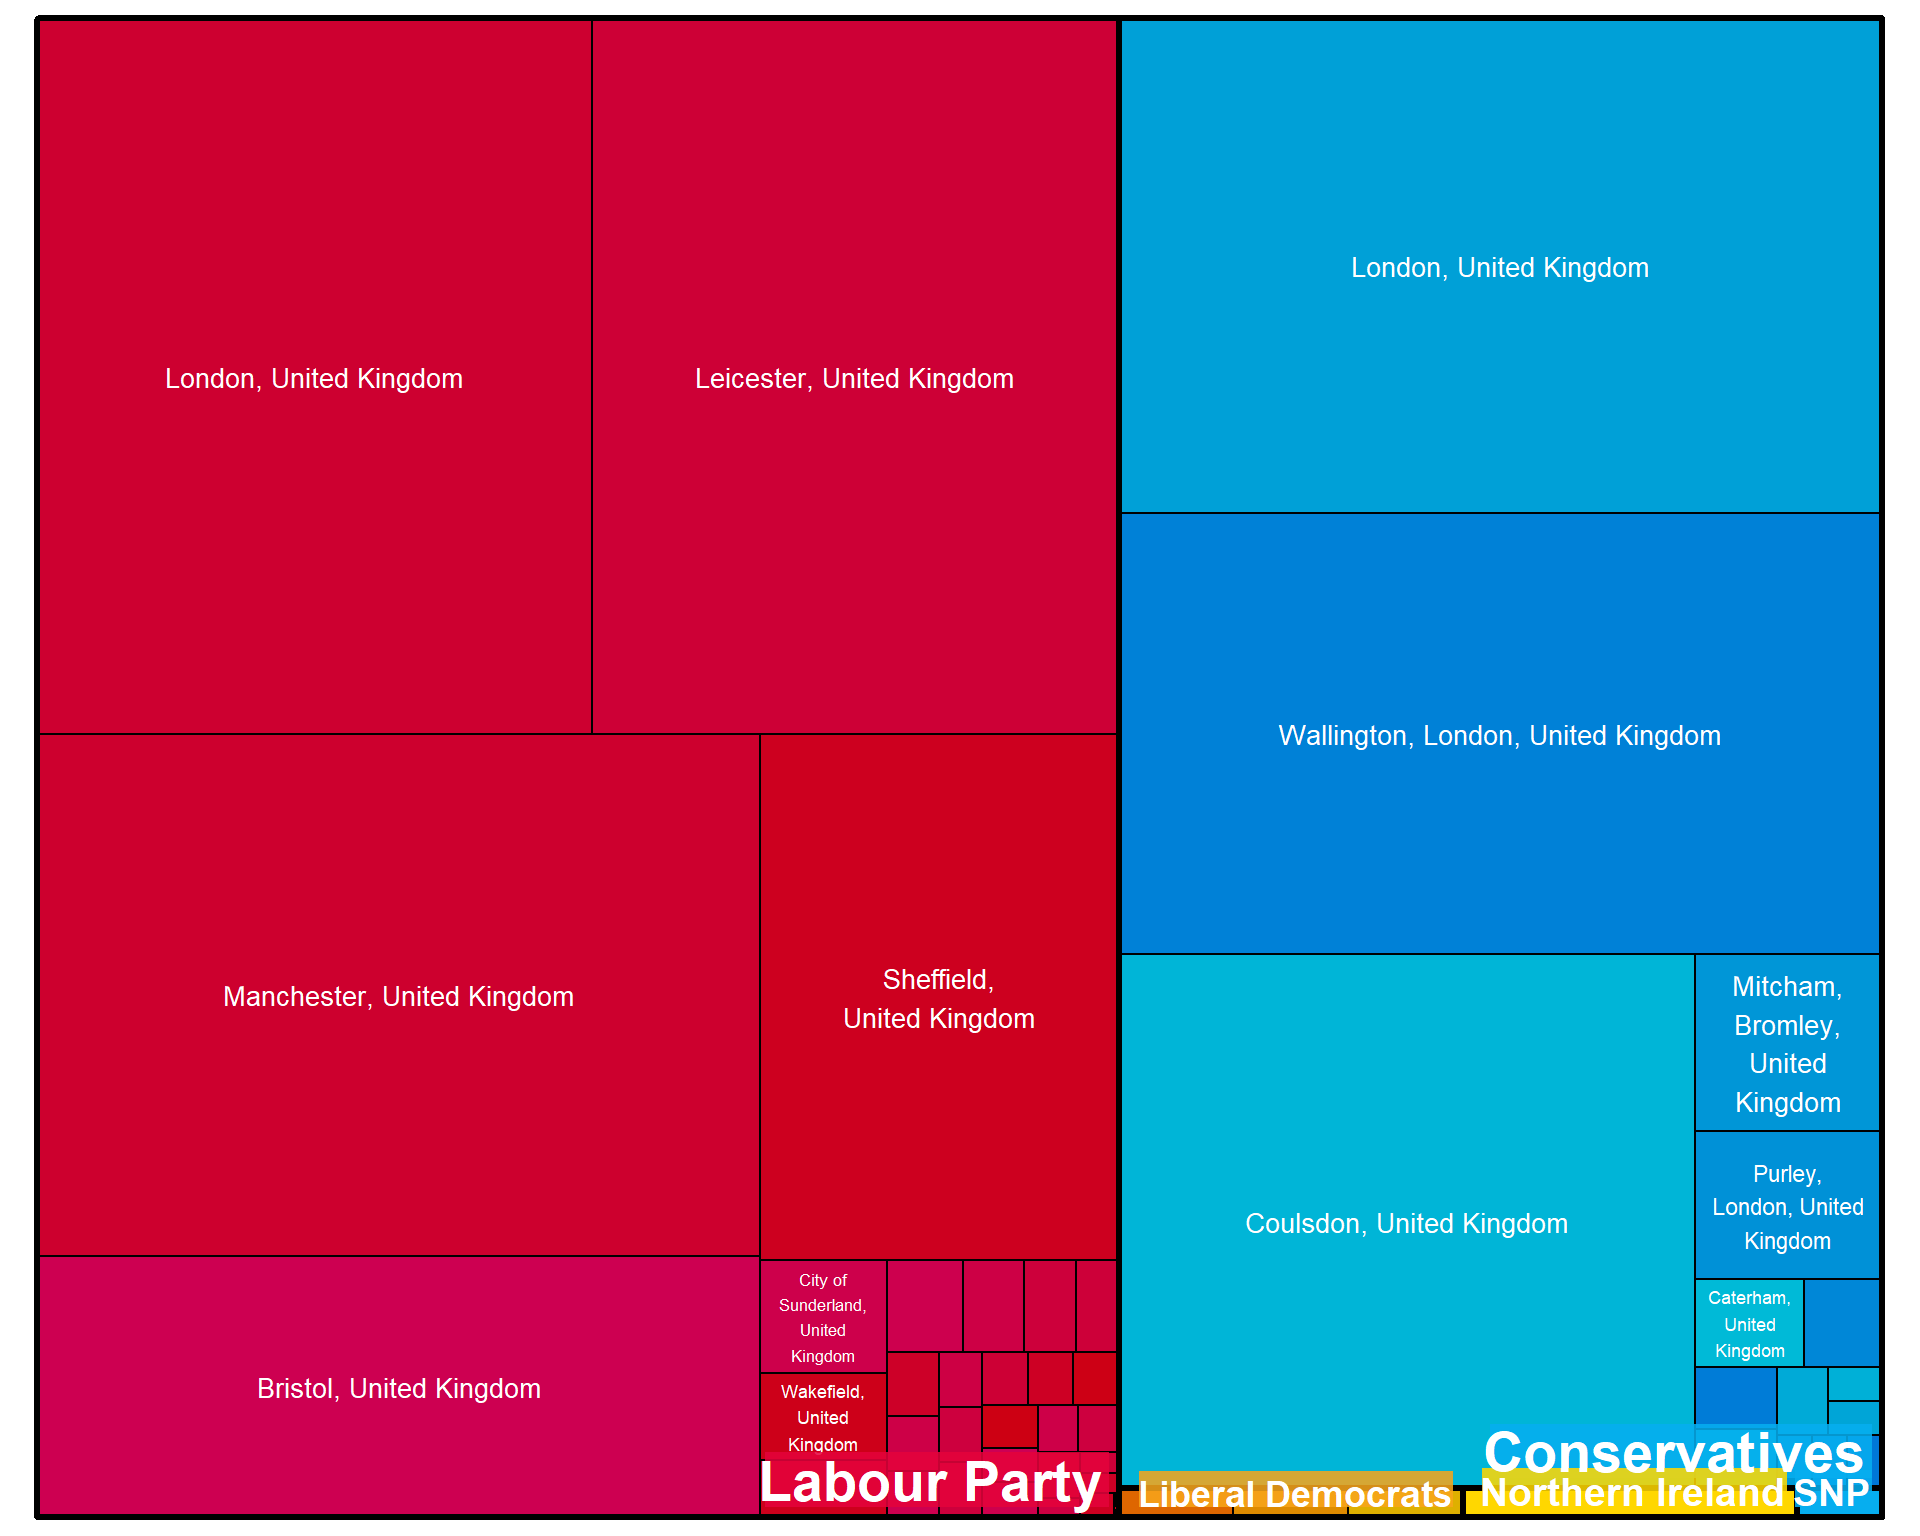 London, United Kingdom
Leicester, United Kingdom
London, United Kingdom
Wallington, London, United Kingdom
Manchester, United Kingdom
Sheffield,
United Kingdom
Mitcham,
Bromley,
United
Kingdom
Purley,
London, United
Kingdom
Coulsdon, United Kingdom
City of
Sunderland,
United
Kingdom
Caterham,
United
Kingdom
Bristol, United Kingdom
Wakefield,
United
Kingdom
Labour Party
Conservatives
Liberal Democrats
Northern Ireland
SNP